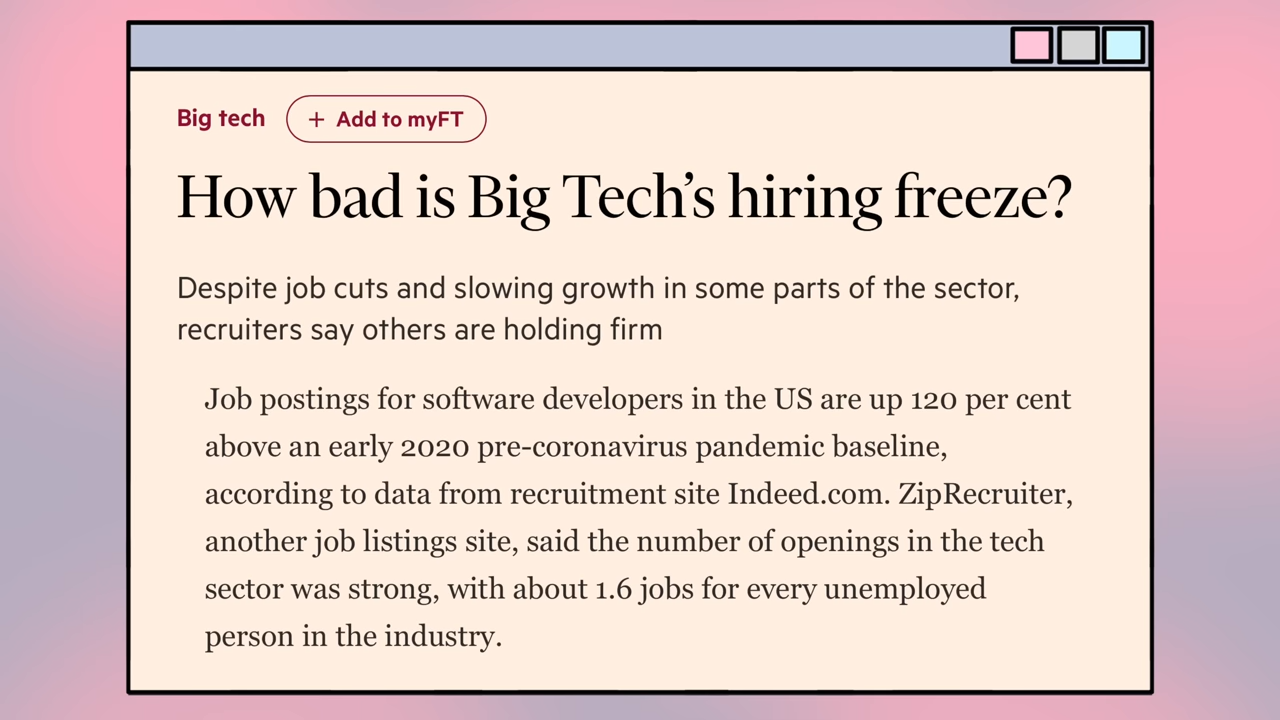 Big tech
+ Add to myFT
How bad is Big Tech’s hiring freeze?
Despite job cuts and slowing growth in some parts of the sector,
recruiters say others are holding firm
Job postings for software developers in the US are up 120 per cent
above an early 2020 pre-coronavirus pandemic baseline,
according to data from recruitment site Indeed.com. ZipRecruiter,
another job listings site, said the number of openings in the tech
sector was strong, with about 1.6 jobs for every unemployed
person in the industry.